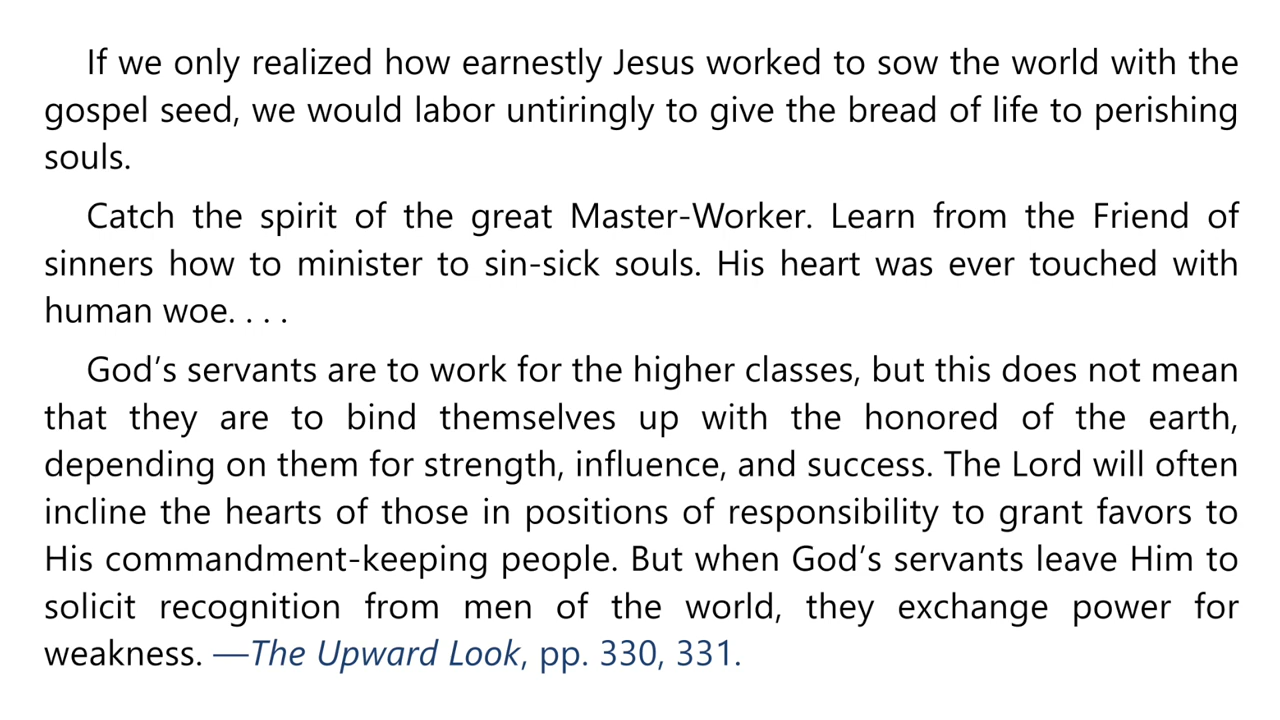 If we only realized how earnestly Jesus worked to sow the world with the
gospel seed, we would labor untiringly to give the bread of life to perishing
souls.
Catch the spirit of the great Master-Worker. Learn from the Friend of
sinners how to minister to sin-sick souls. His heart was ever touched with
human woe. . . .
God’s servants are to work for the higher classes, but this does not mean
that they are to bind themselves up with the honored of the earth,
depending on them for strength, influence, and success. The Lord will often
incline the hearts of those in positions of responsibility to grant favors to
His commandment-keeping people. But when God’s servants leave Him to
solicit recognition from men of the world, they exchange power for
weakness. —The Upward Look, pp. 330, 331.